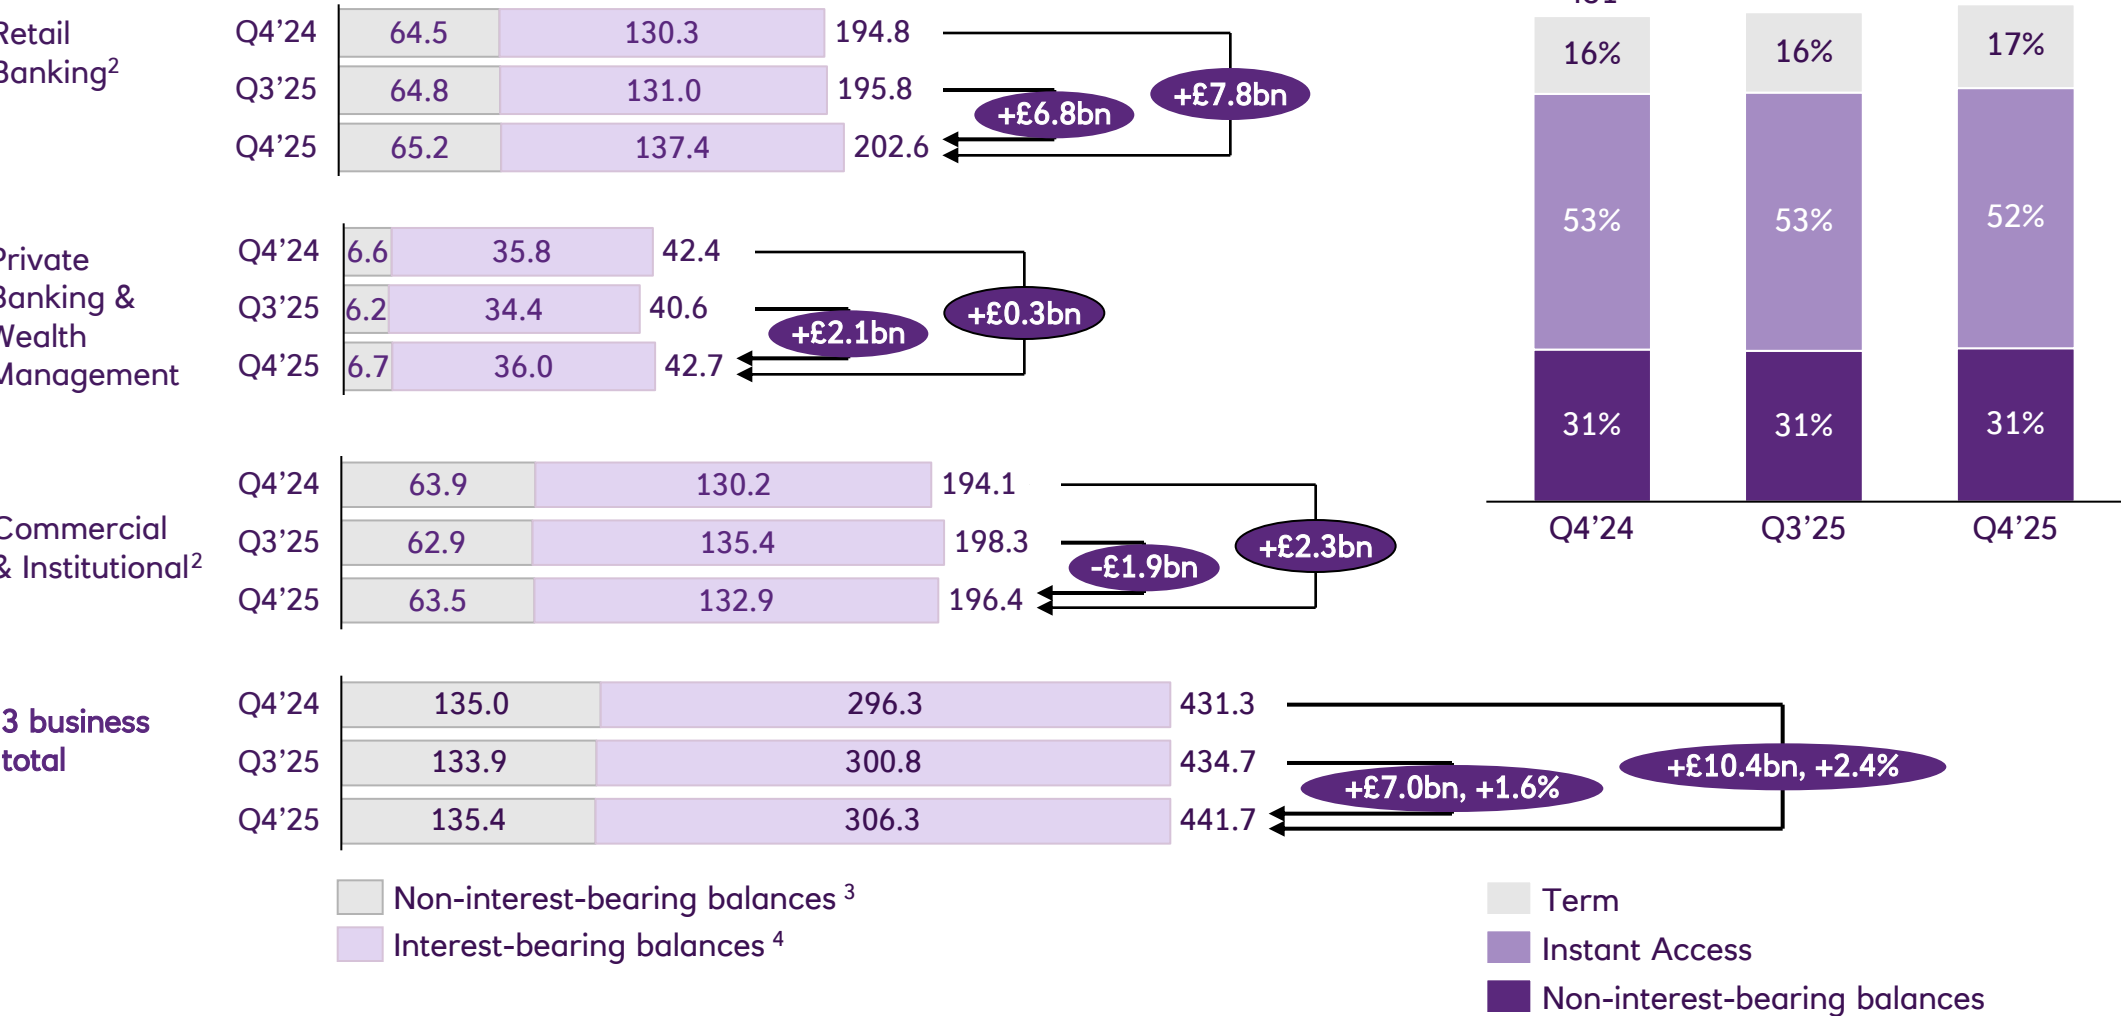 Retail
Banking2
Q4'24 64.5 130.3 194.8
Q3'25 64.8 131.0 195.8
Q4'25 65.2 137.4 202.6
+£6.8bn
+£7.8bn
Private
Banking &
Wealth
Management
Q4'24 6.6 35.8 42.4
Q3'25 6.2 34.4 40.6
Q4'25 6.7 36.0 42.7
+£2.1bn
+£0.3bn
Commercial
& Institutional2
Q4'24 63.9 130.2 194.1
Q3'25 62.9 135.4 198.3
Q4'25 63.5 132.9 196.4
-£1.9bn
+£2.3bn
3 business
total
Q4'24 135.0 296.3 431.3
Q3'25 133.9 300.8 434.7
Q4'25 135.4 306.3 441.7
+£7.0bn, +1.6%
+£10.4bn, +2.4%
Non-interest-bearing balances 3
Interest-bearing balances 4
16% 16% 17%
53% 53% 52%
31% 31% 31%
Q4'24 Q3'25 Q4'25
Term
Instant Access
Non-interest-bearing balances